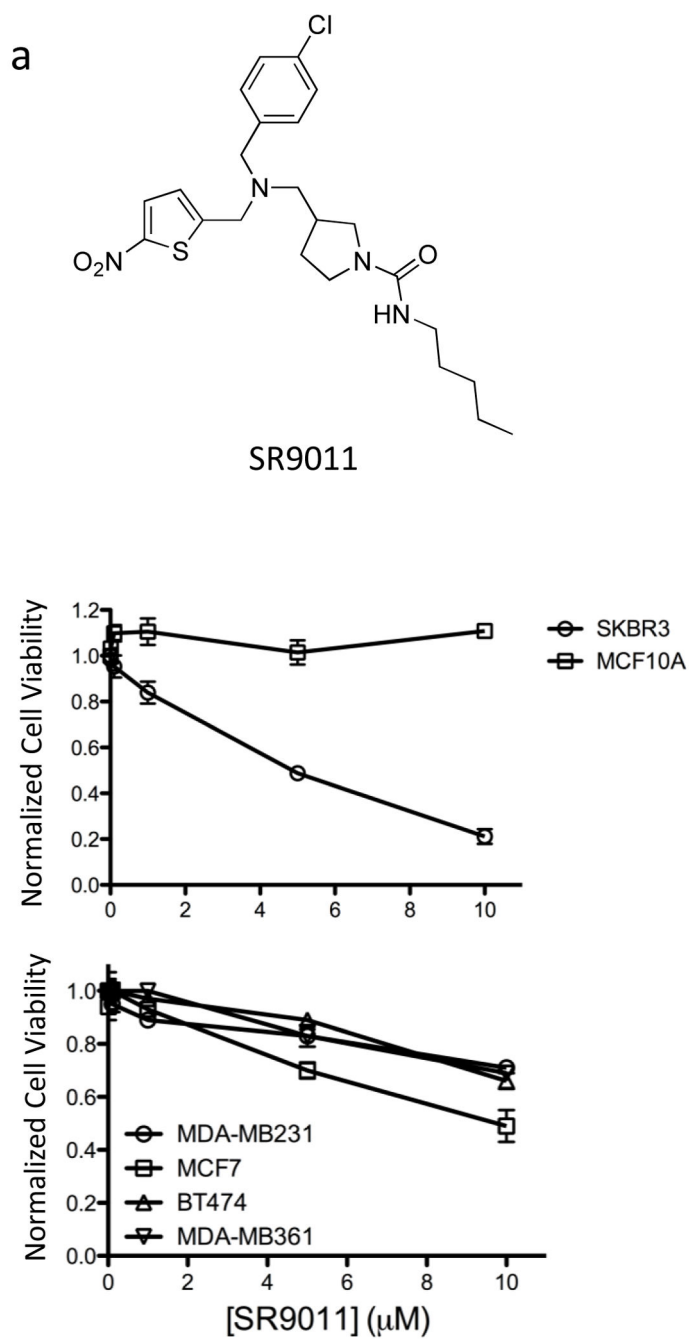 a
Cl
N
S
O₂N
N
O
HN
SR9011
Normalized Cell Viability
1.2
1.0
0.8
0.6
0.4
0.2
0.0
0 2 4 6 8 10
SKBR3
MCF10A
Normalized Cell Viability
1.0
0.8
0.6
0.4
0.2
0.0
MDA-MB231
MCF7
BT474
MDA-MB361
0 2 4 6 8 10
[SR9011] (μM)